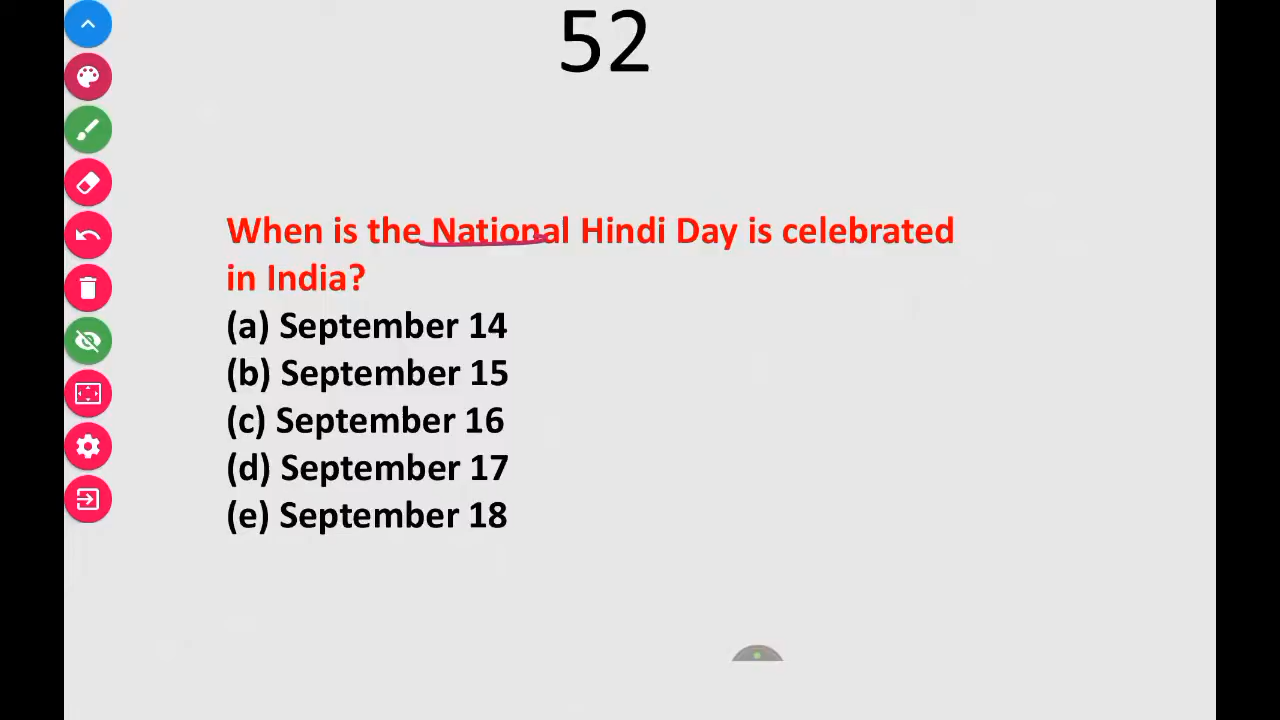 52
When is the National Hindi Day is celebrated
in India?
(a) September 14
(b) September 15
(c) September 16
(d) September 17
(e) September 18